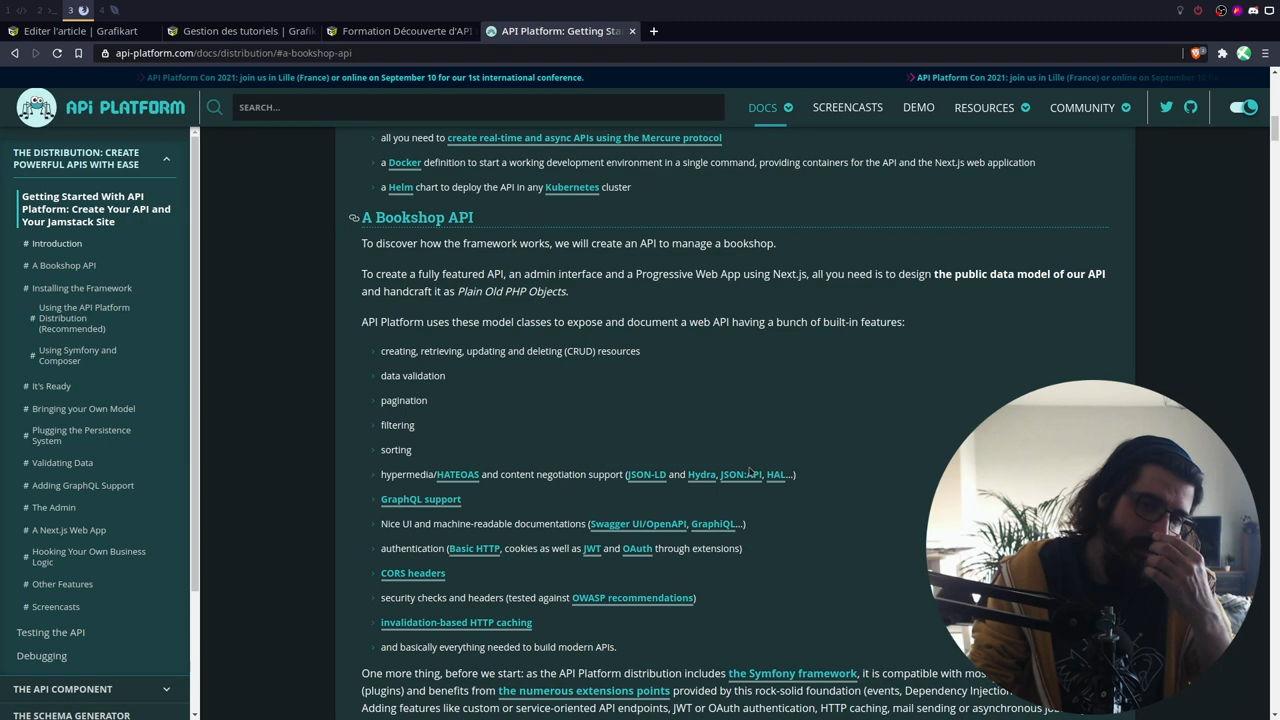 1
2
3
4
Editer l'article | Grafikart
Gestion des tutoriels | Grafik
Formation Découverte d'API
API Platform: Getting Sta
api-platform.com/docs/distribution/#a-bookshop-api
API Platform Con 2021: join us in Lille (France) or online on September 10 for our 1st international conference.
API Platform Con 2021: join us in Lille (France) or online on September 10 for our 1st
API PLATFORM
SEARCH...
DOCS
SCREENCASTS
DEMO
RESOURCES
COMMUNITY
THE DISTRIBUTION: CREATE
POWERFUL APIS WITH EASE
Getting Started With API
Platform: Create Your API and
Your Jamstack Site
# Introduction
# A Bookshop API
# Installing the Framework
Using the API Platform
# Distribution
(Recommended)
Using Symfony and
# Composer
# It's Ready
# Bringing your Own Model
# Plugging the Persistence
System
# Validating Data
# Adding GraphQL Support
# The Admin
# A Next.js Web App
# Hooking Your Own Business
Logic
# Other Features
# Screencasts
Testing the API
Debugging
THE API COMPONENT
THE SCHEMA GENERATOR
all you need to create real-time and async APIs using the Mercure protocol
a Docker definition to start a working development environment in a single command, providing containers for the API and the Next.js web application
a Helm chart to deploy the API in any Kubernetes cluster
A Bookshop API
To discover how the framework works, we will create an API to manage a bookshop.
To create a fully featured API, an admin interface and a Progressive Web App using Next.js, all you need is to design the public data model of our API
and handcraft it as Plain Old PHP Objects.
API Platform uses these model classes to expose and document a web API having a bunch of built-in features:
creating, retrieving, updating and deleting (CRUD) resources
data validation
pagination
filtering
sorting
hypermedia/HATEOAS and content negotiation support (JSON-LD and Hydra, JSON:API, HAL...)
GraphQL support
Nice UI and machine-readable documentations (Swagger UI/OpenAPI, GraphiQL...)
authentication (Basic HTTP, cookies as well as JWT and OAuth through extensions)
CORS headers
security checks and headers (tested against OWASP recommendations)
invalidation-based HTTP caching
and basically everything needed to build modern APIs.
One more thing, before we start: as the API Platform distribution includes the Symfony framework, it is compatible with most
(plugins) and benefits from the numerous extensions points provided by this rock-solid foundation (events, Dependency Injection
Adding features like custom or service-oriented API endpoints, JWT or OAuth authentication, HTTP caching, mail sending or asynchronous